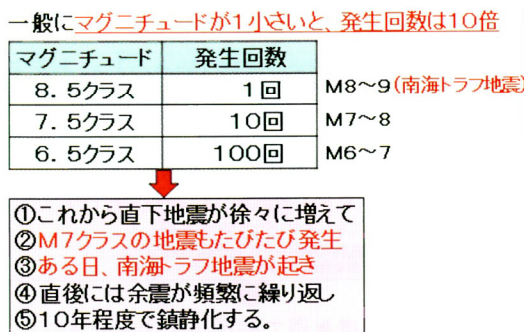 一般にマグニチュードが1小さいと、発生回数は10倍
マグニチュード 発生回数
8.5クラス 1回 M8～9(南海トラフ地震)
7.5クラス 10回 M7～8
6.5クラス 100回 M6～7
①これから直下地震が徐々に増えて
②M7クラスの地震もたびたび発生
③ある日、南海トラフ地震が起き
④直後には余震が頻繁に繰り返し
⑤10年程度で鎮静化する。